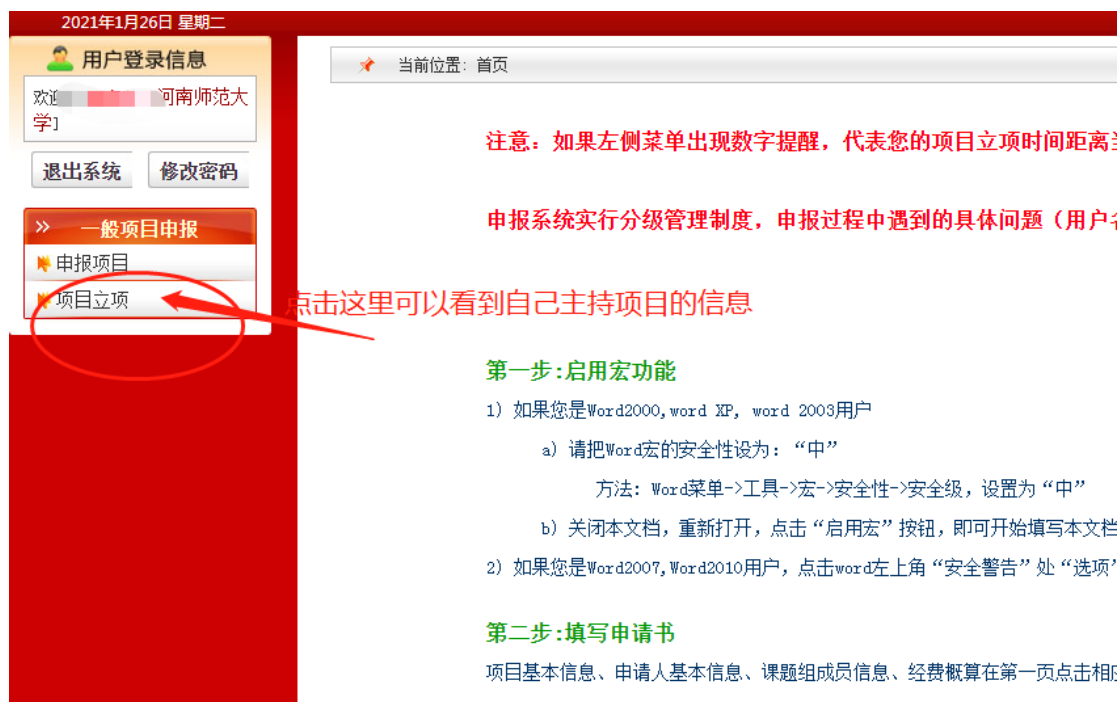 2021年1月26日 星期二
用户登录信息
当前位置: 首页
欢迎 河南师范大
学]
注意：如果左侧菜单出现数字提醒，代表您的项目立项时间距离
退出系统 修改密码
一般项目申报
申报系统实行分级管理制度，申报过程中遇到的具体问题（用户
申报项目
项目立项
点击这里可以看到自己主持项目的信息
第一步:启用宏功能
1) 如果您是Word2000,word XP, word 2003用户
a) 请把Word宏的安全性设为: “中”
方法: Word菜单->工具->宏->安全性->安全级, 设置为“中”
b) 关闭本文档, 重新打开, 点击“启用宏”按钮, 即可开始填写本文档
2) 如果您是Word2007,Word2010用户, 点击word左上角“安全警告”处“选项”
第二步:填写申请书
项目基本信息、申请人基本信息、课题组成员信息、经费概算在第一页点击相